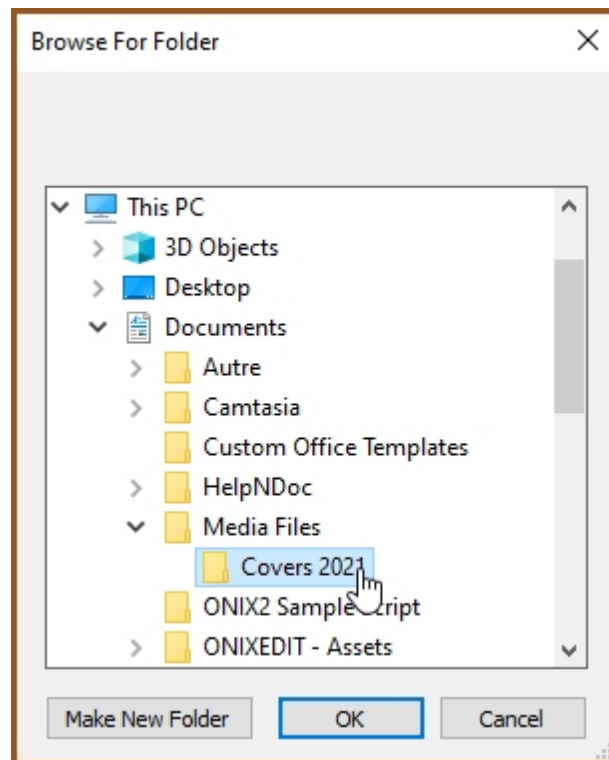 Browse For Folder
This PC
3D Objects
Desktop
Documents
Autre
Camtasia
Custom Office Templates
HelpNDoc
Media Files
Covers 2021
ONIX2 Sample Script
ONIXEDIT - Assets
Make New Folder
OK
Cancel